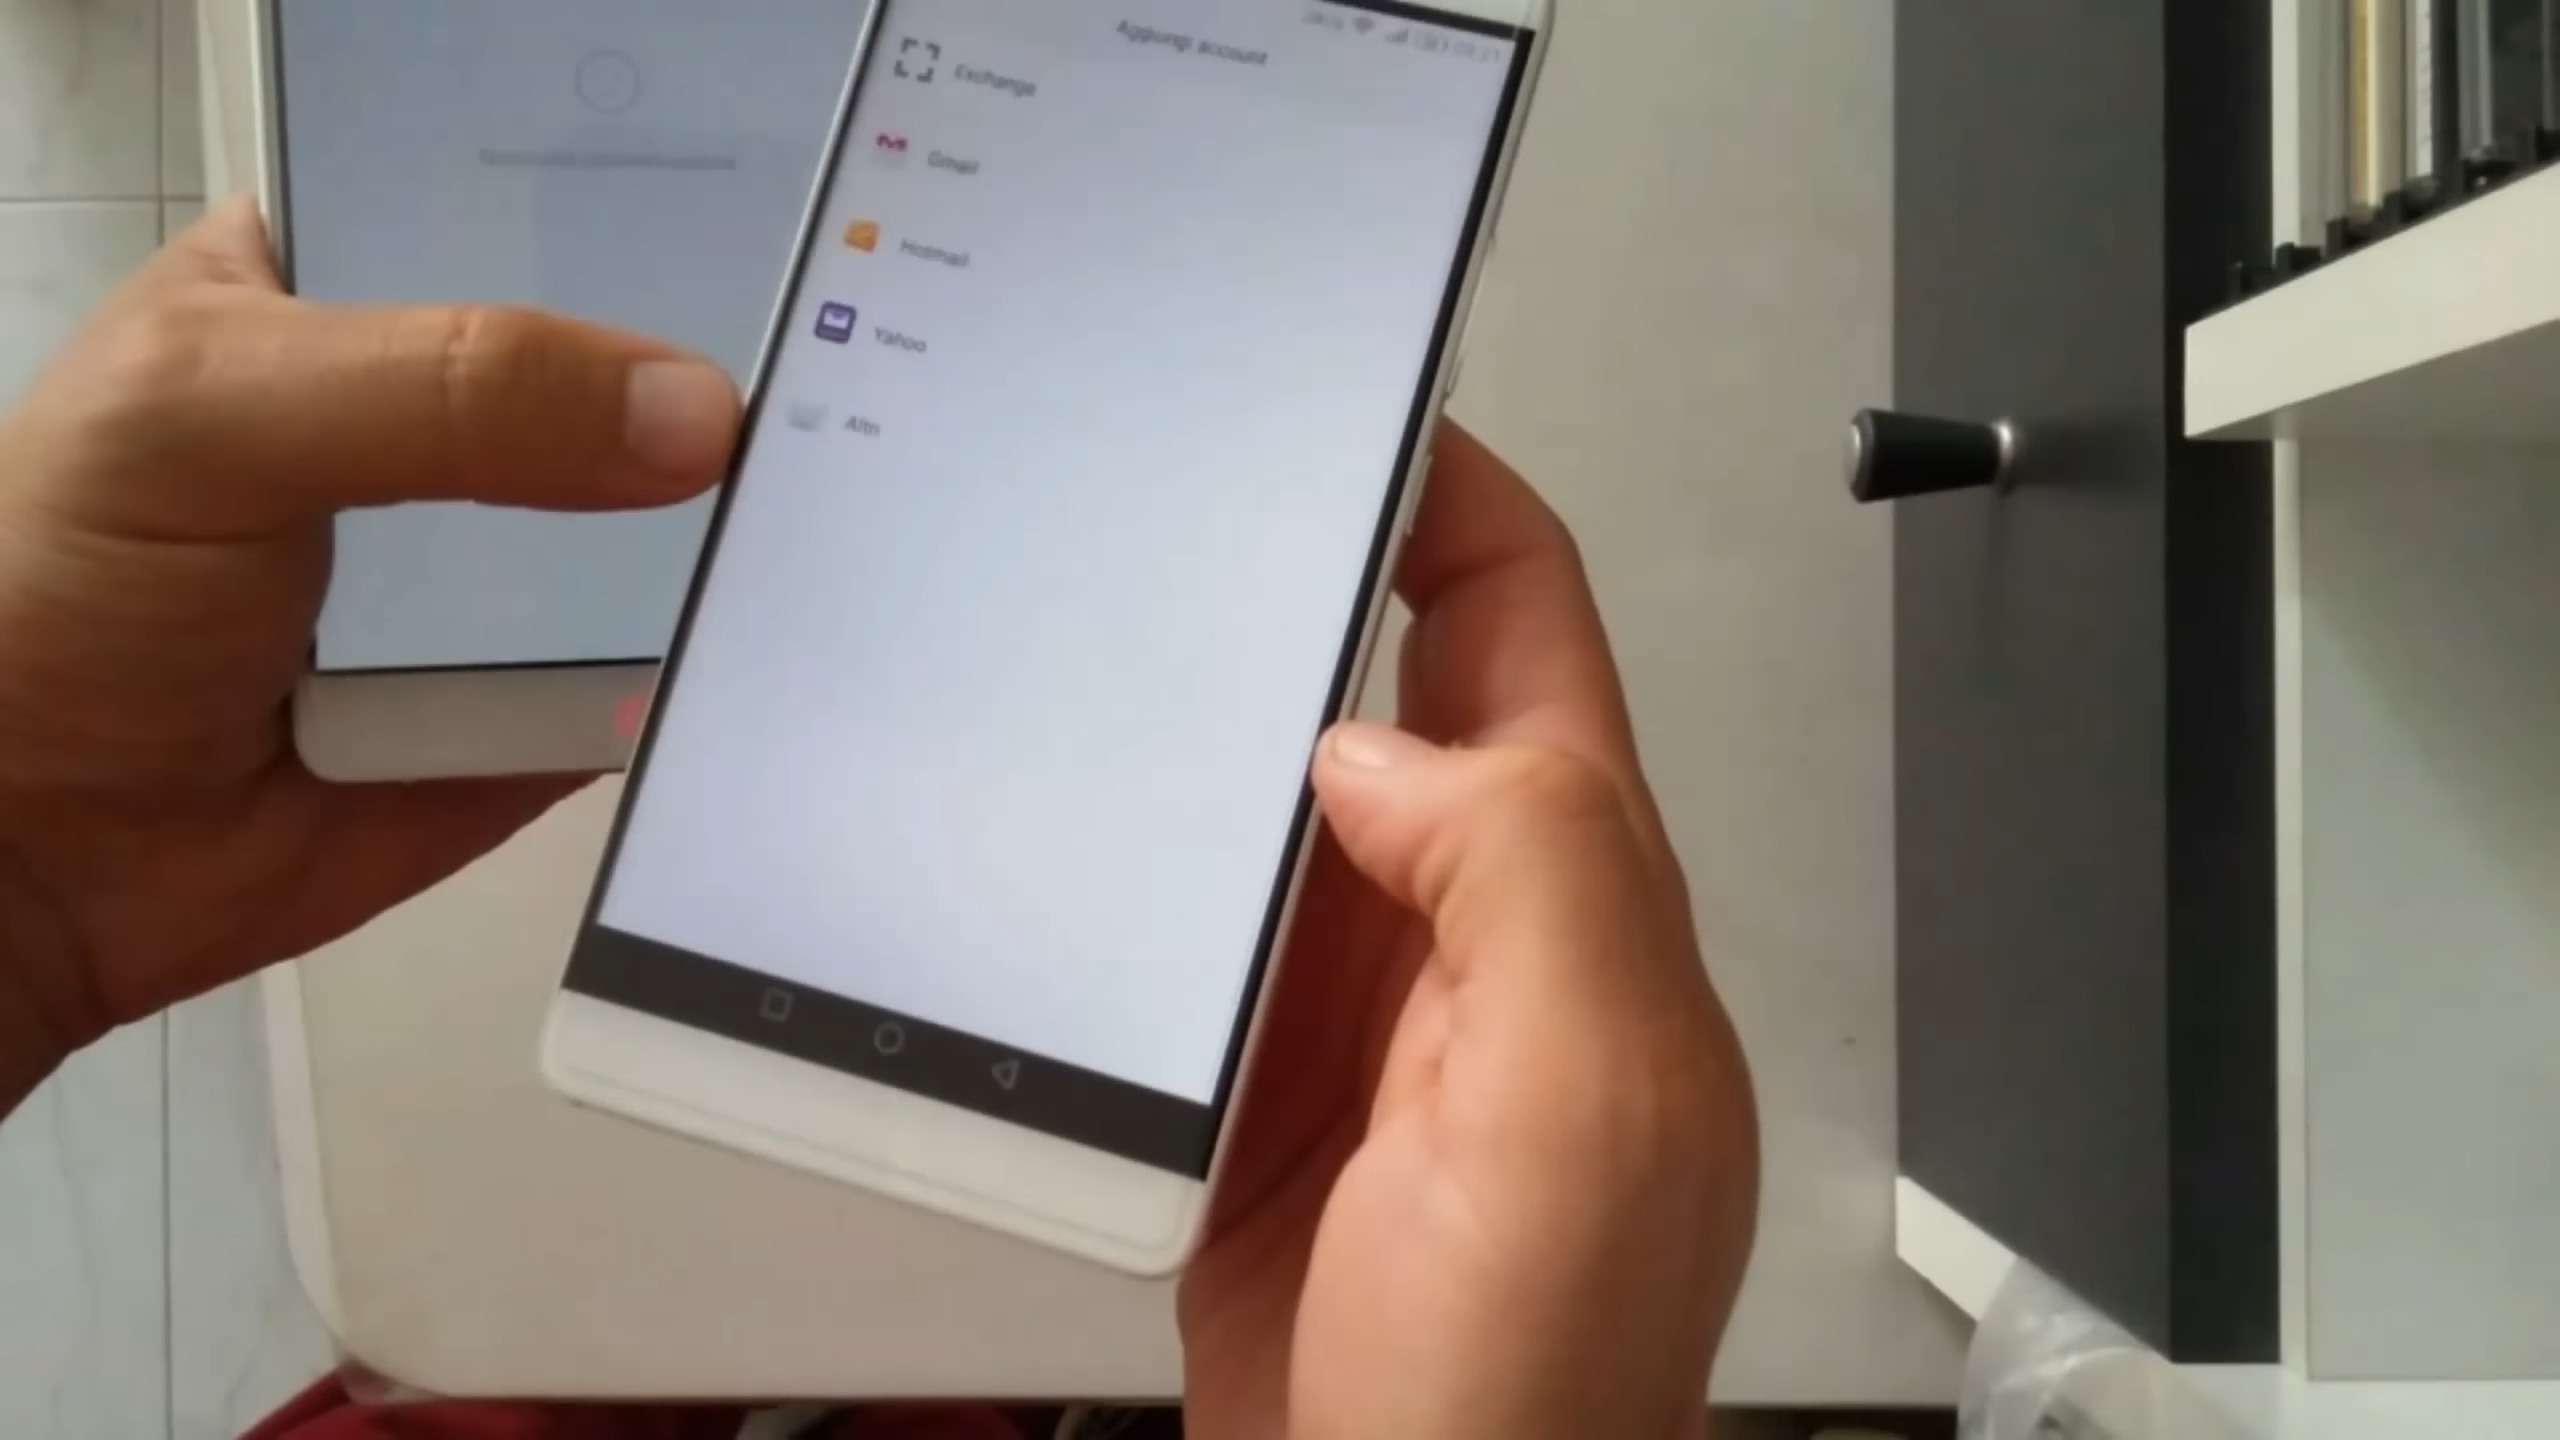 Aggiungi account
Exchange
Gmail
Hotmail
Yahoo
Altri